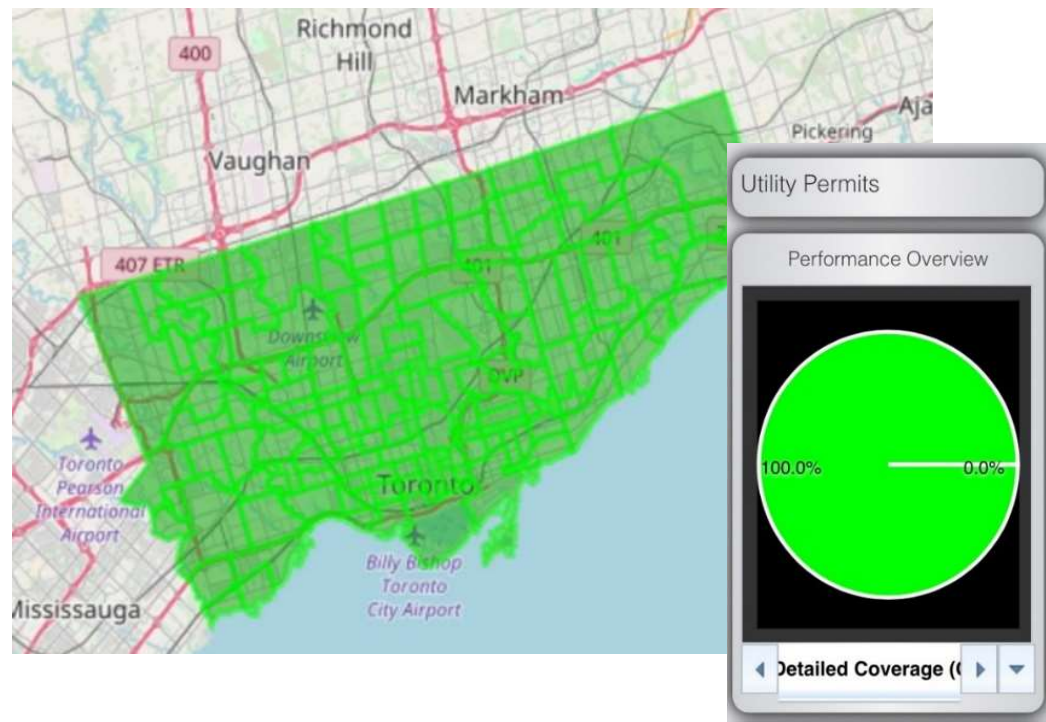 Richmond
Hill
400
Markham
Aja
Pickering
Vaughan
407 ETR
401
401
Downsview
Airport
DVP
Toronto
Pearson
International
Airport
Toronto
Billy Bishop
Toronto
City Airport
Mississauga
Utility Permits
Performance Overview
100.0%
0.0%
Detailed Coverage (